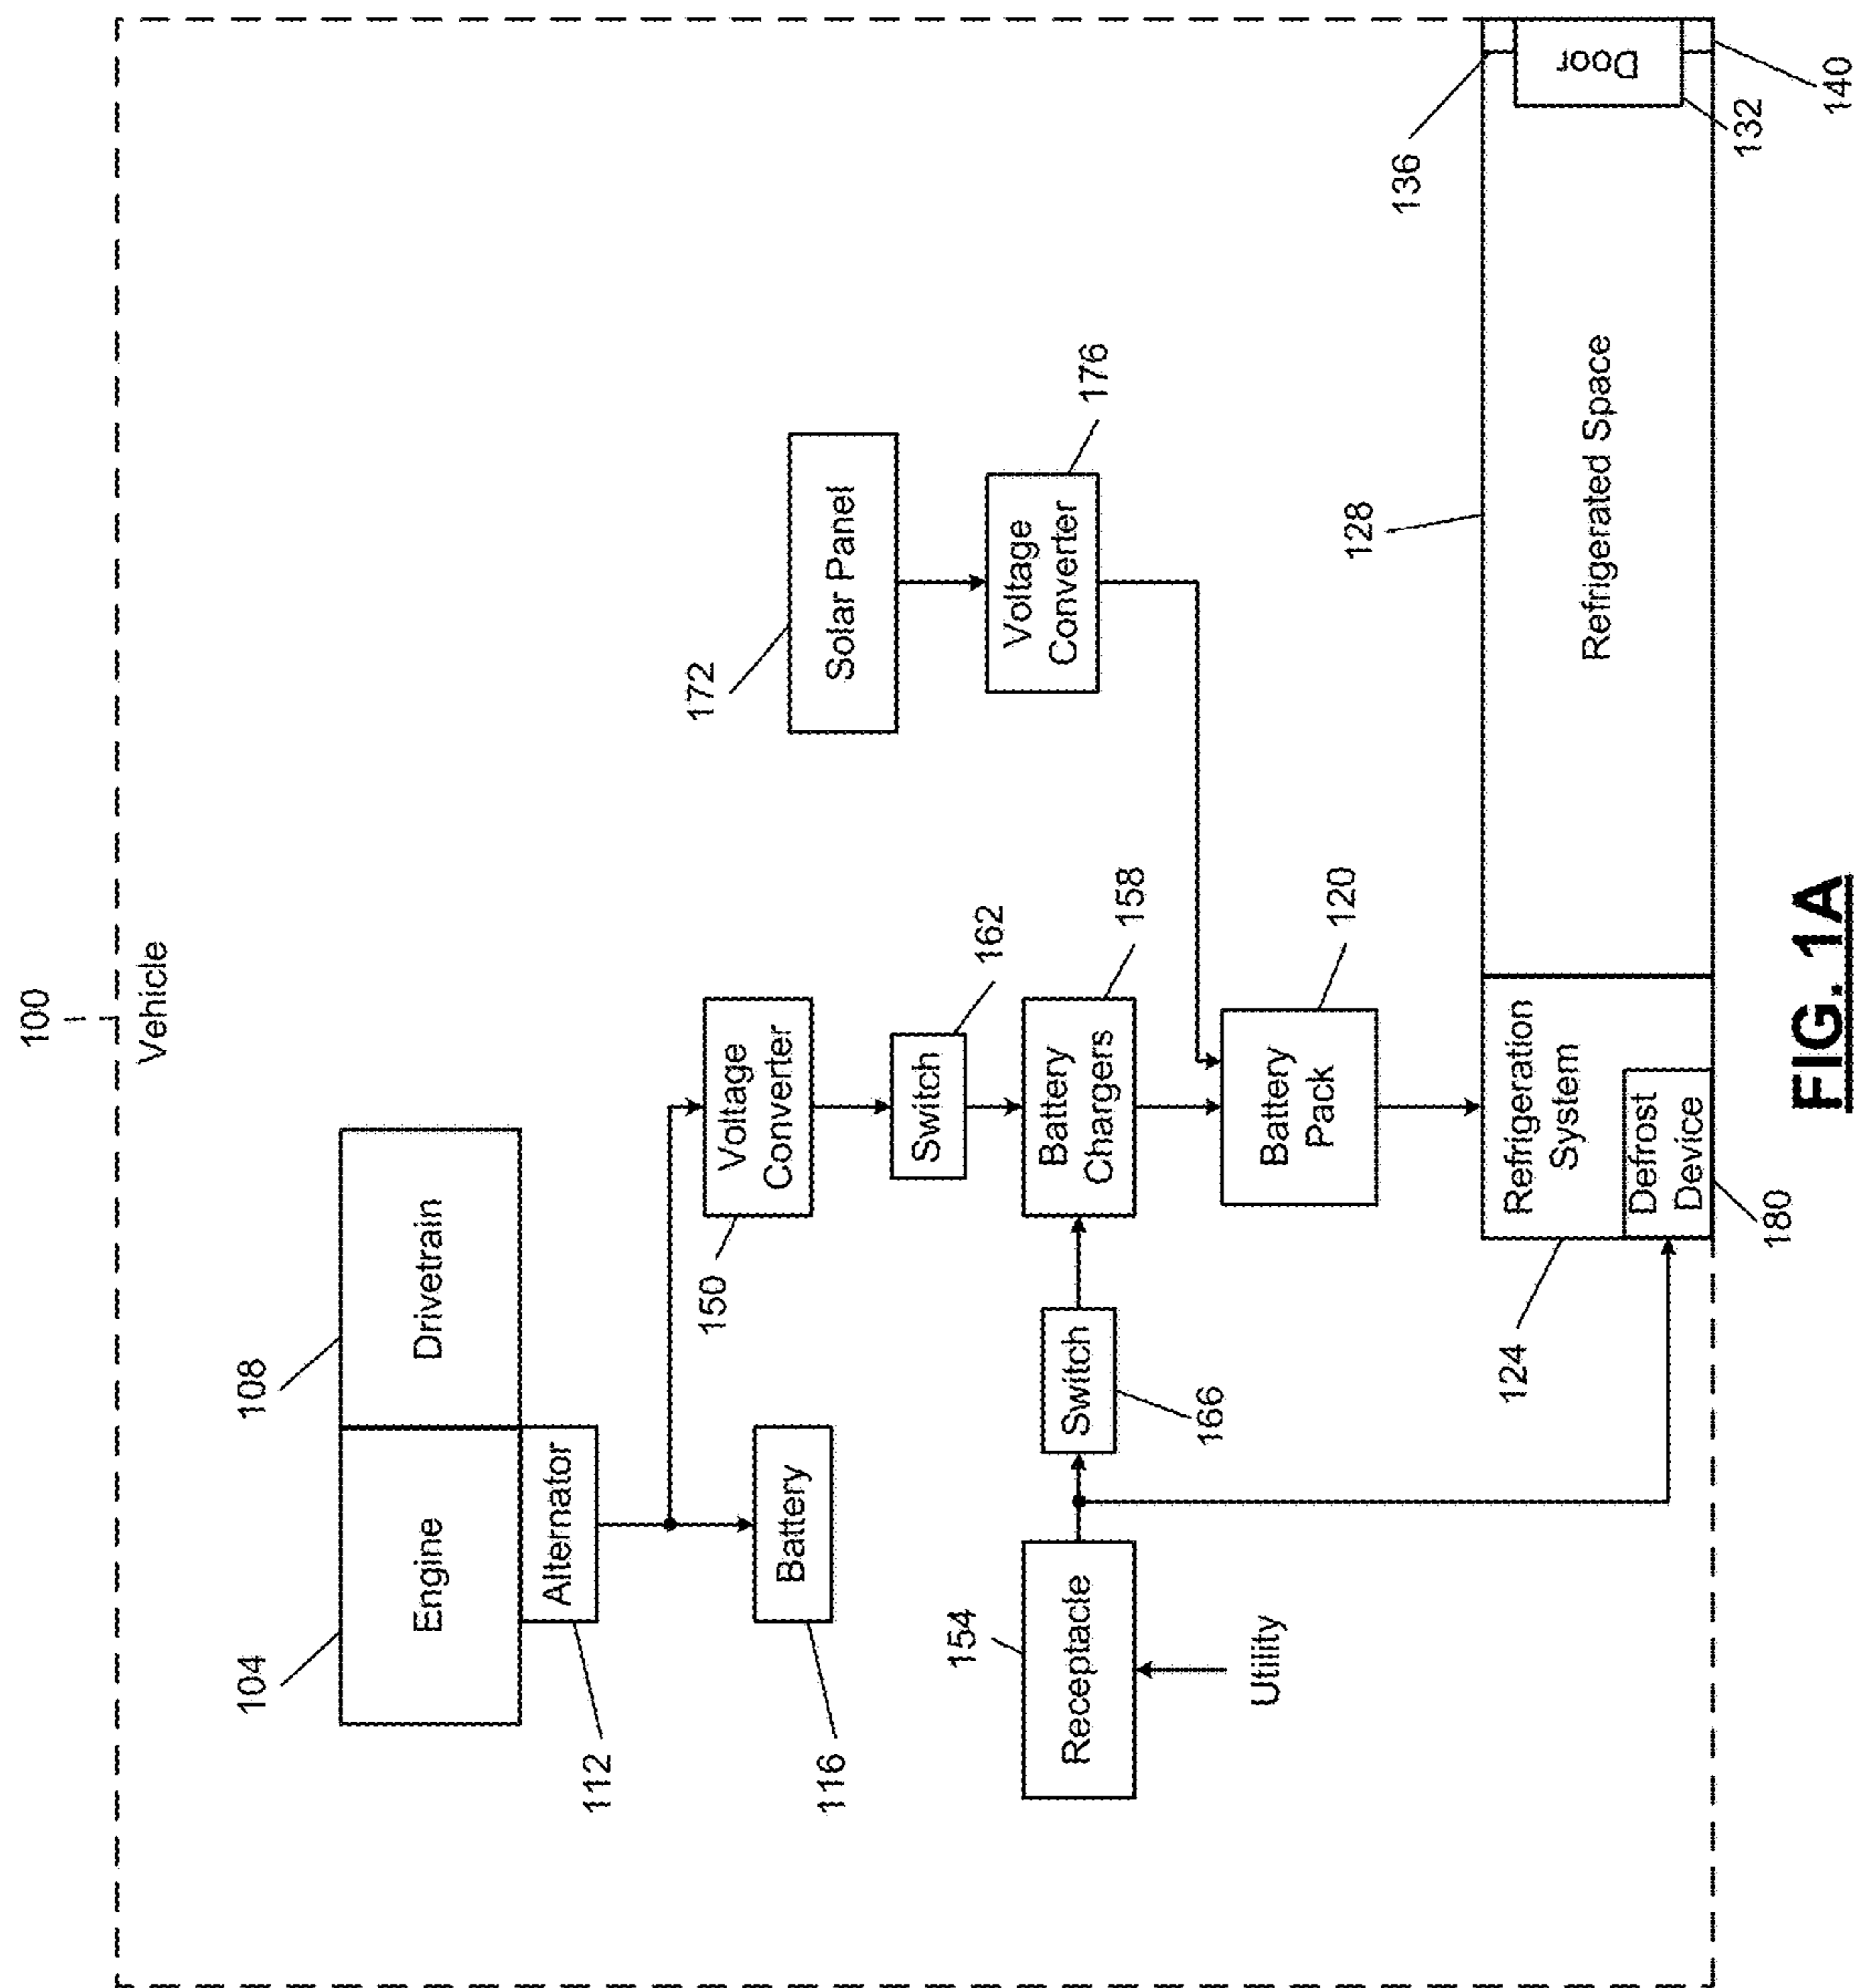 100
Vehicle
104
108
Engine
Drivetrain
112
Alternator
116
Battery
150
Voltage
Converter
162
Switch
172
Solar Panel
176
Voltage
Converter
154
Receptacle
Utility
166
Switch
158
Battery
Chargers
120
Battery
Pack
124
Refrigeration
System
Defrost
Device
180
128
Refrigerated Space
136
Door
132
140
FIG. 1A